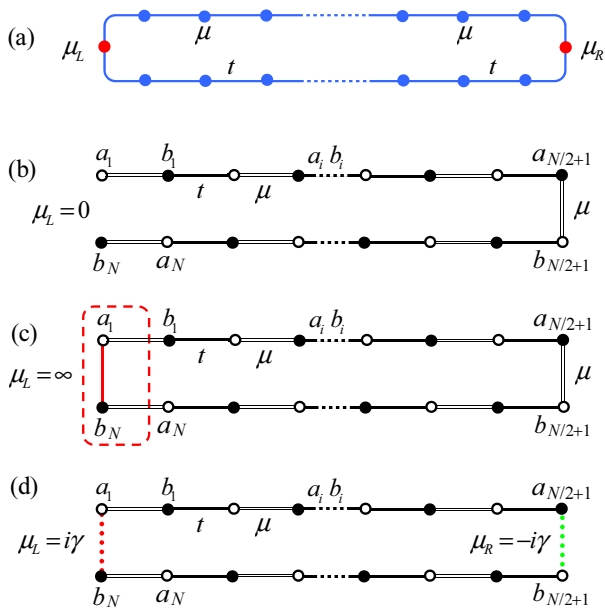 (a)
μ_L μ μ μ_R
t t
(b)
a_1 b_1 a_i b_i a_{N/2+1}
t μ
μ_L = 0 μ
b_N a_N b_{N/2+1}
(c)
a_1 b_1 a_i b_i a_{N/2+1}
t μ
μ_L = ∞ μ
b_N a_N b_{N/2+1}
(d)
a_1 b_1 a_i b_i a_{N/2+1}
t μ
μ_L = iγ μ_R = −iγ
b_N a_N b_{N/2+1}